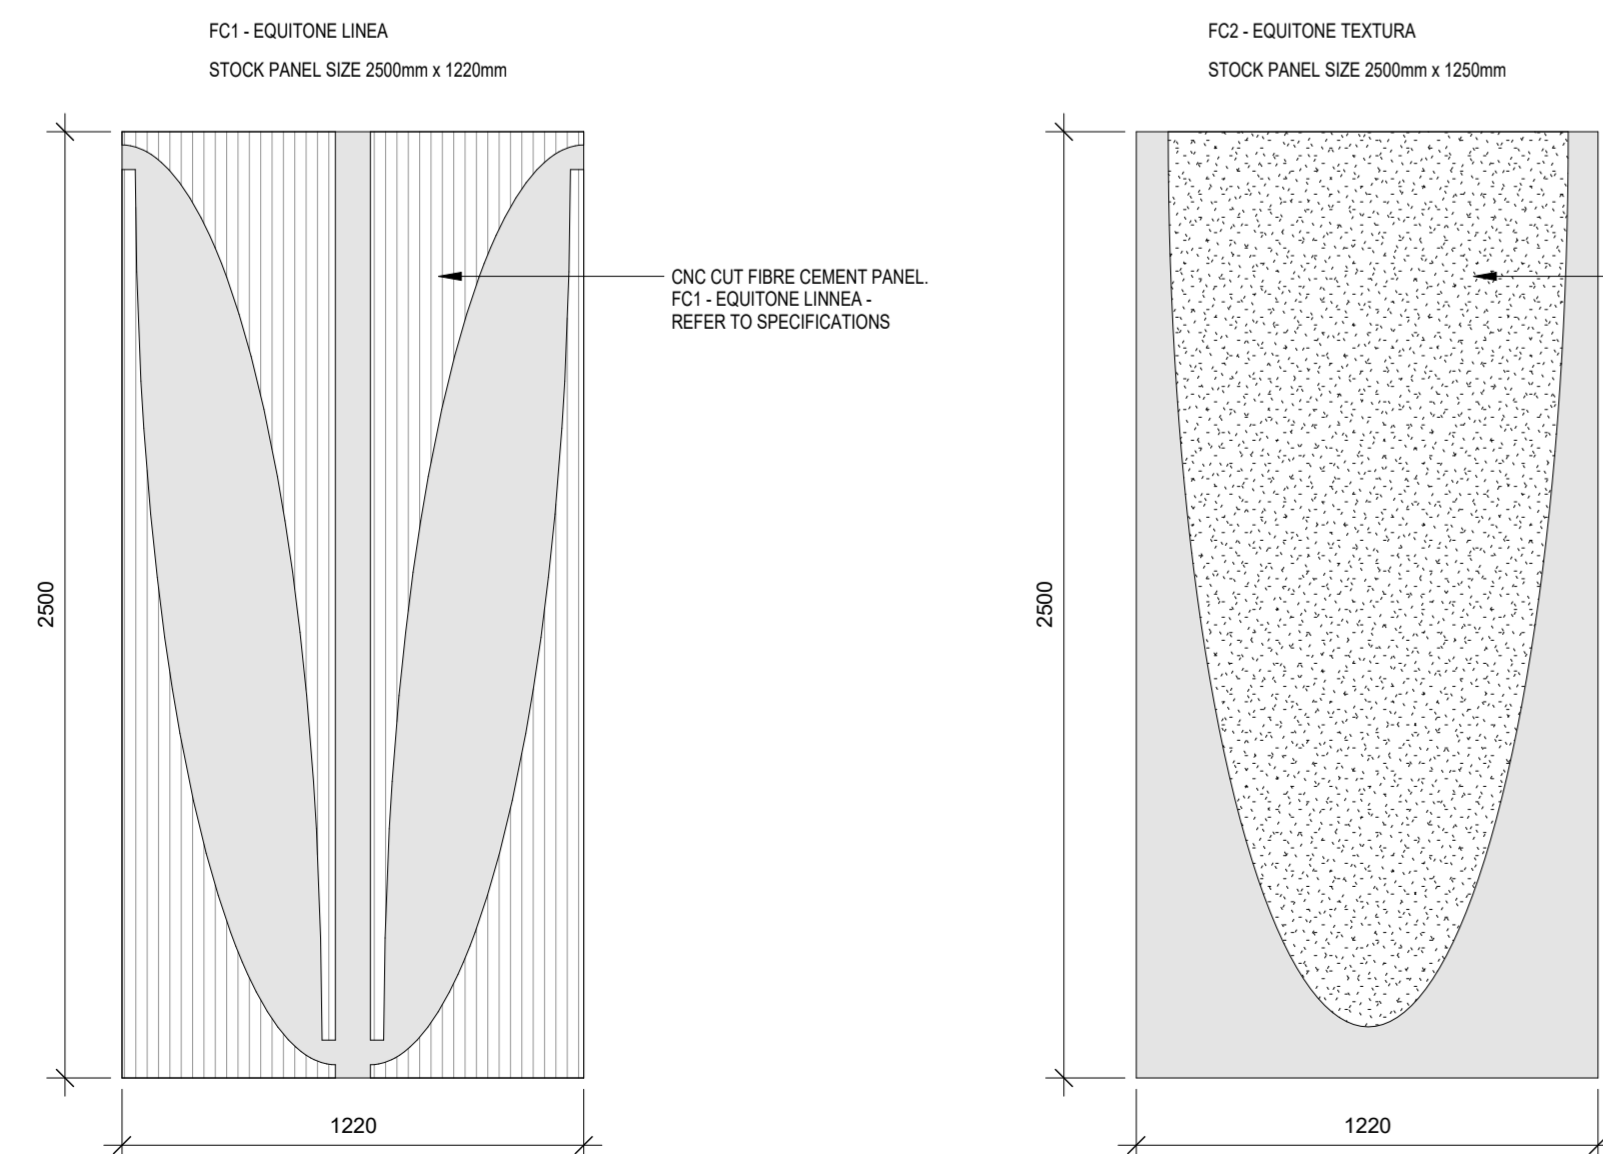 FC1 - EQUITONE LINEA
STOCK PANEL SIZE 2500mm x 1220mm
2500
1220
CNC CUT FIBRE CEMENT PANEL.
FC1 - EQUITONE LINNEA -
REFER TO SPECIFICATIONS
FC2 - EQUITONE TEXTURA
STOCK PANEL SIZE 2500mm x 1250mm
2500
1220